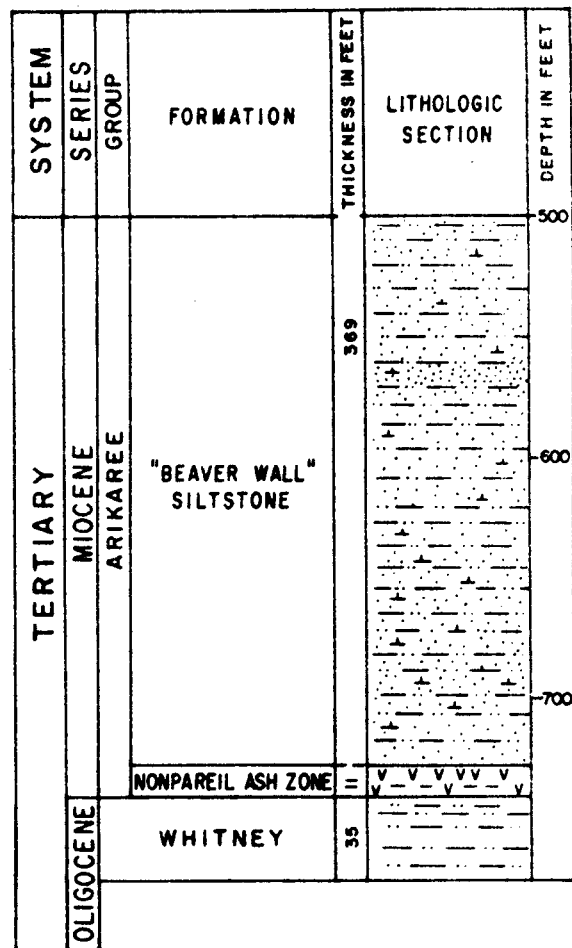 SYSTEM
SERIES
GROUP
FORMATION
THICKNESS IN FEET
LITHOLOGIC
SECTION
DEPTH IN FEET
TERTIARY
MIOCENE
ARIKAREE
"BEAVER WALL"
SILTSTONE
369
500
600
700
NONPAREIL ASH ZONE
11
OLIGOCENE
WHITNEY
35